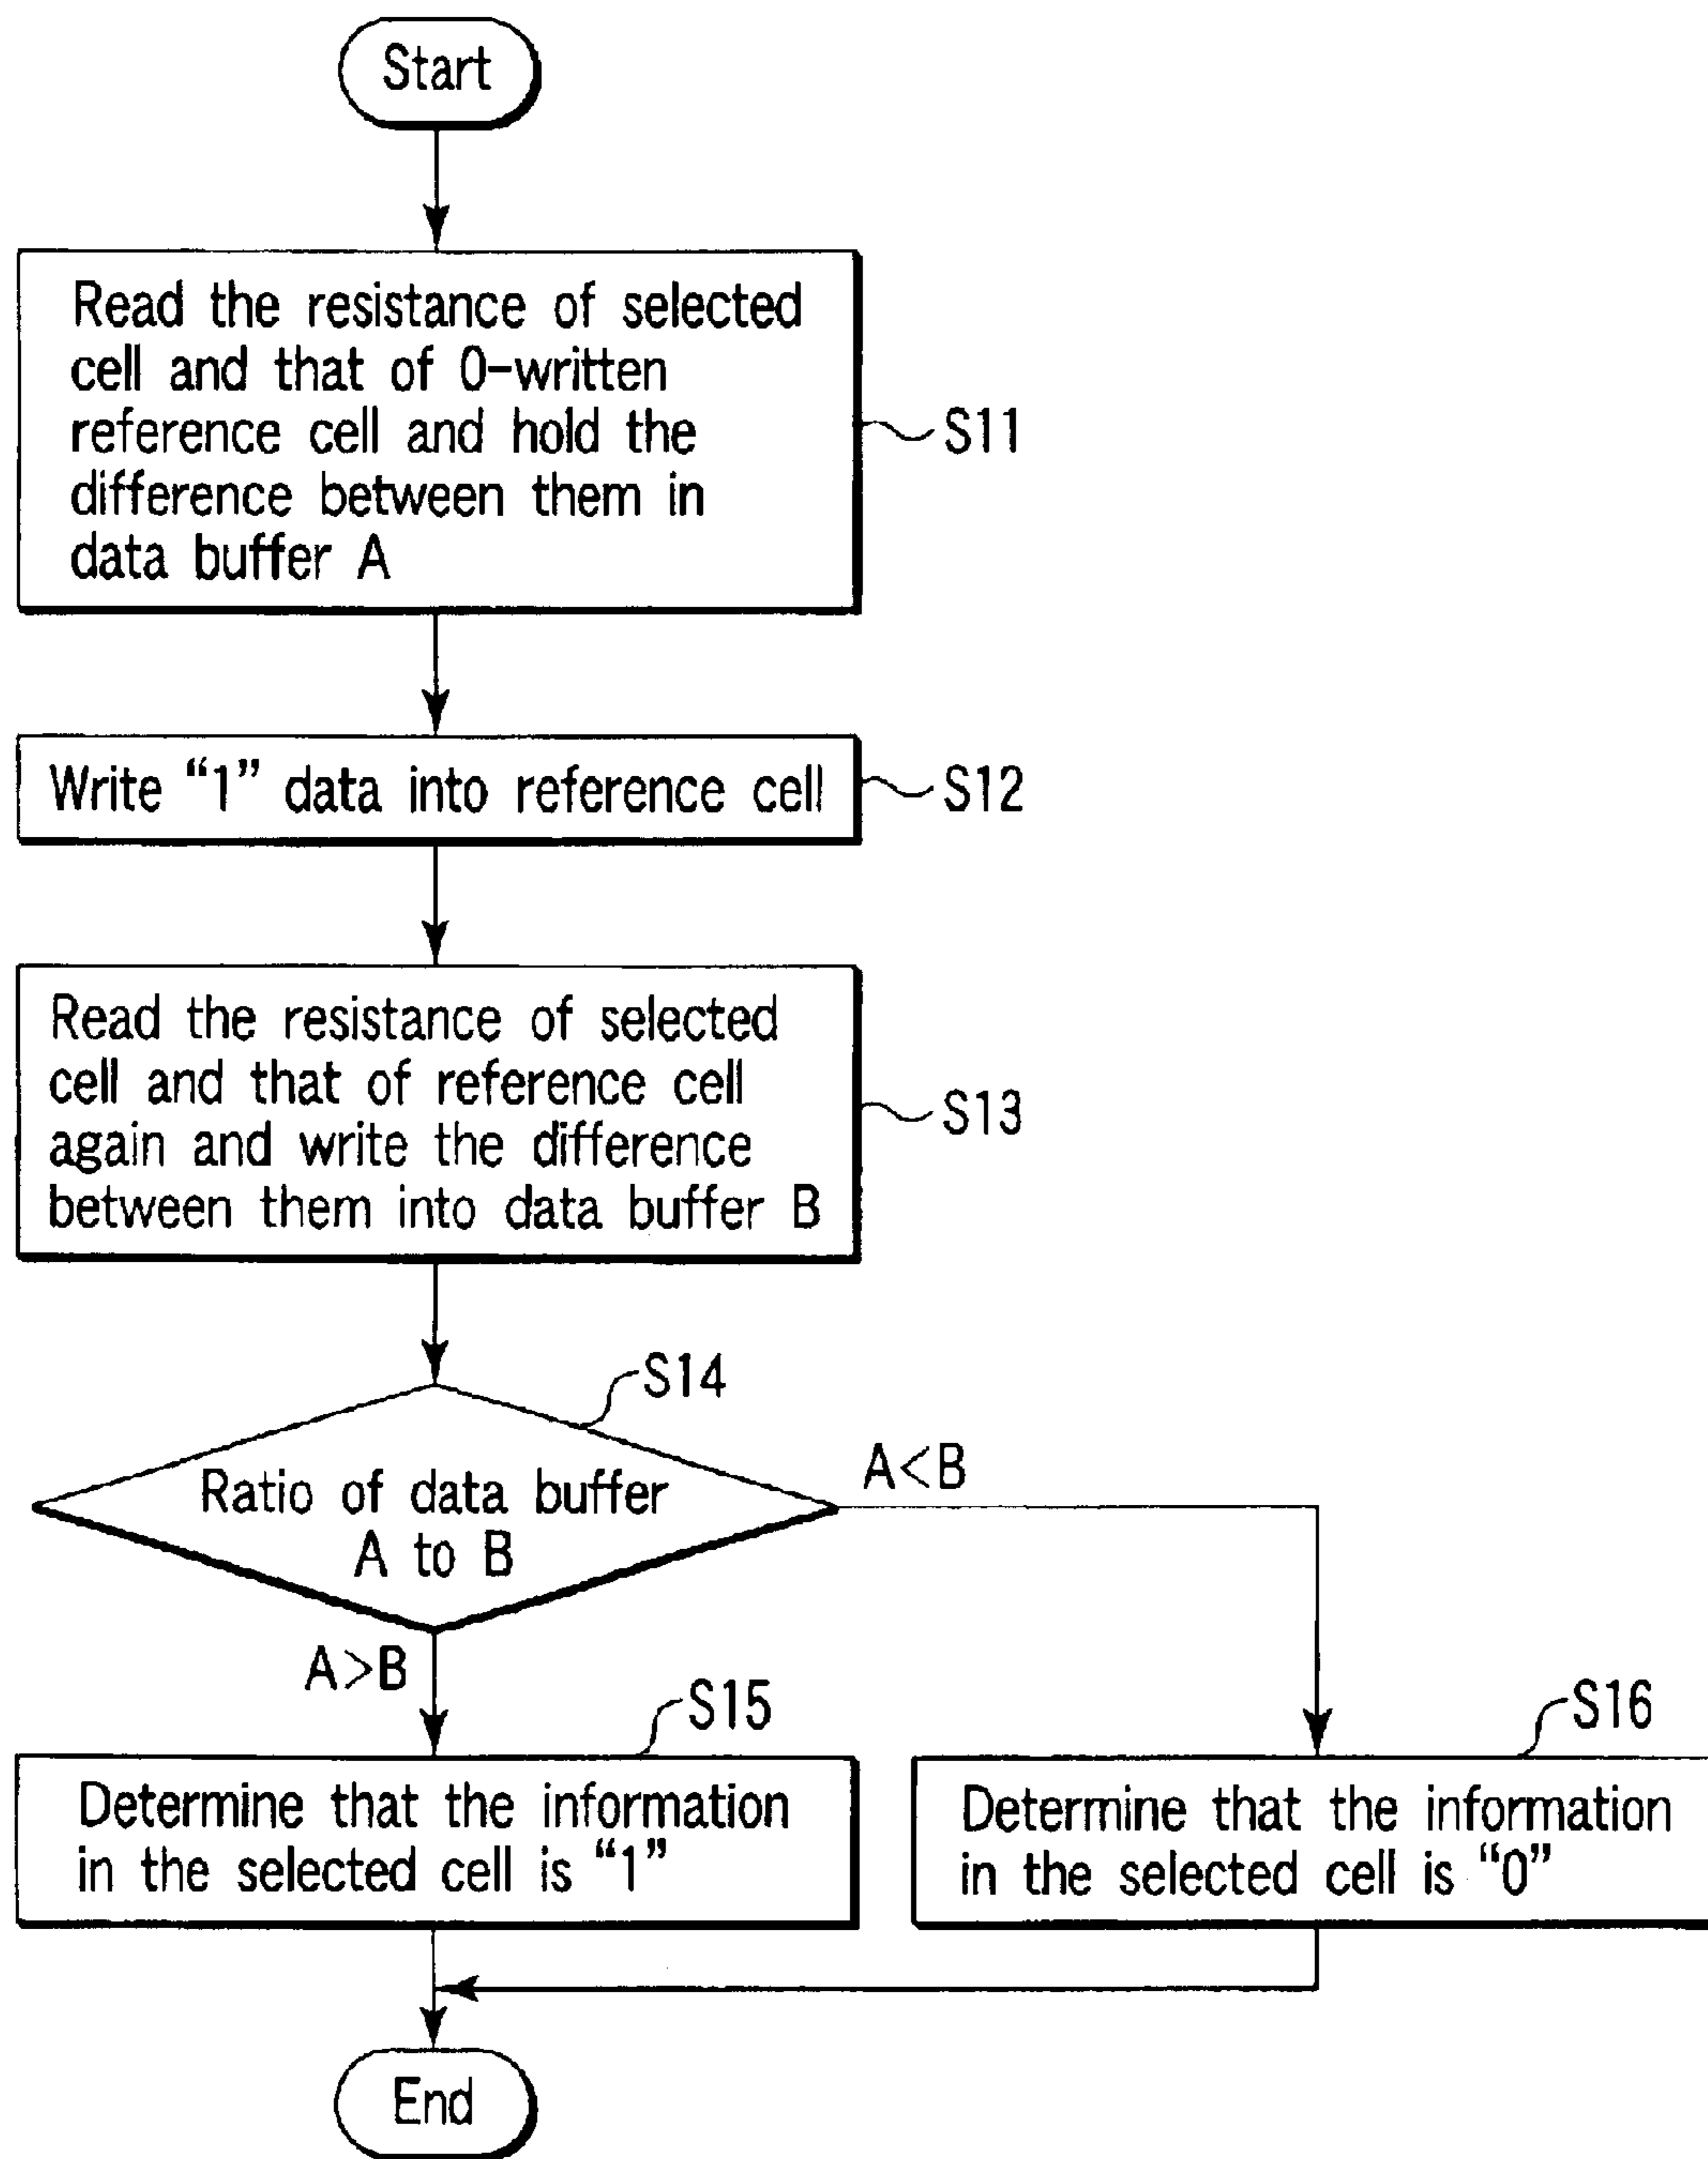 Start
Read the resistance of selected
cell and that of 0-written
reference cell and hold the
difference between them in
data buffer A
S11
Write “1” data into reference cell
S12
Read the resistance of selected
cell and that of reference cell
again and write the difference
between them into data buffer B
S13
S14
Ratio of data buffer
A to B
A<B
A>B
S15
S16
Determine that the information
in the selected cell is “1”
Determine that the information
in the selected cell is “0”
End